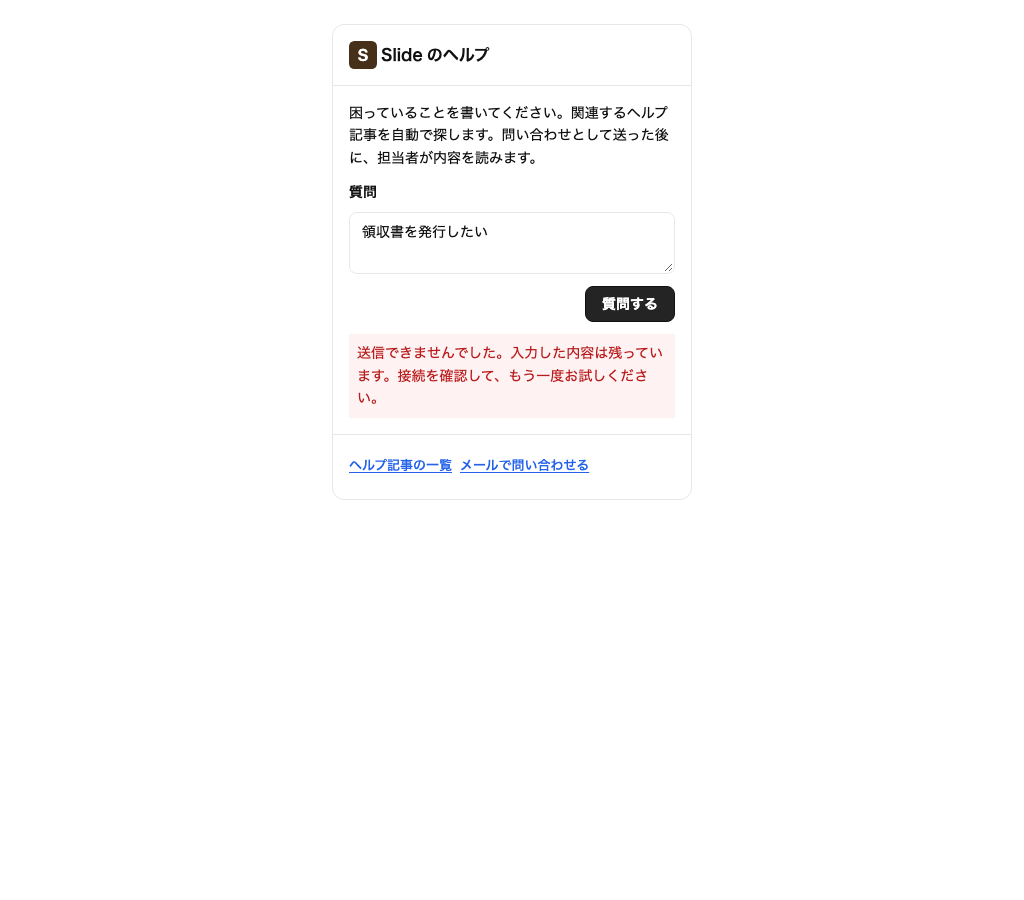 S Slide のヘルプ
困っていることを書いてください。関連するヘルプ
記事を自動で探します。問い合わせとして送った後
に、担当者が内容を読みます。
質問
領収書を発行したい
質問する
送信できませんでした。入力した内容は残ってい
ます。接続を確認して、もう一度お試しくださ
い。
ヘルプ記事の一覧 メールで問い合わせる